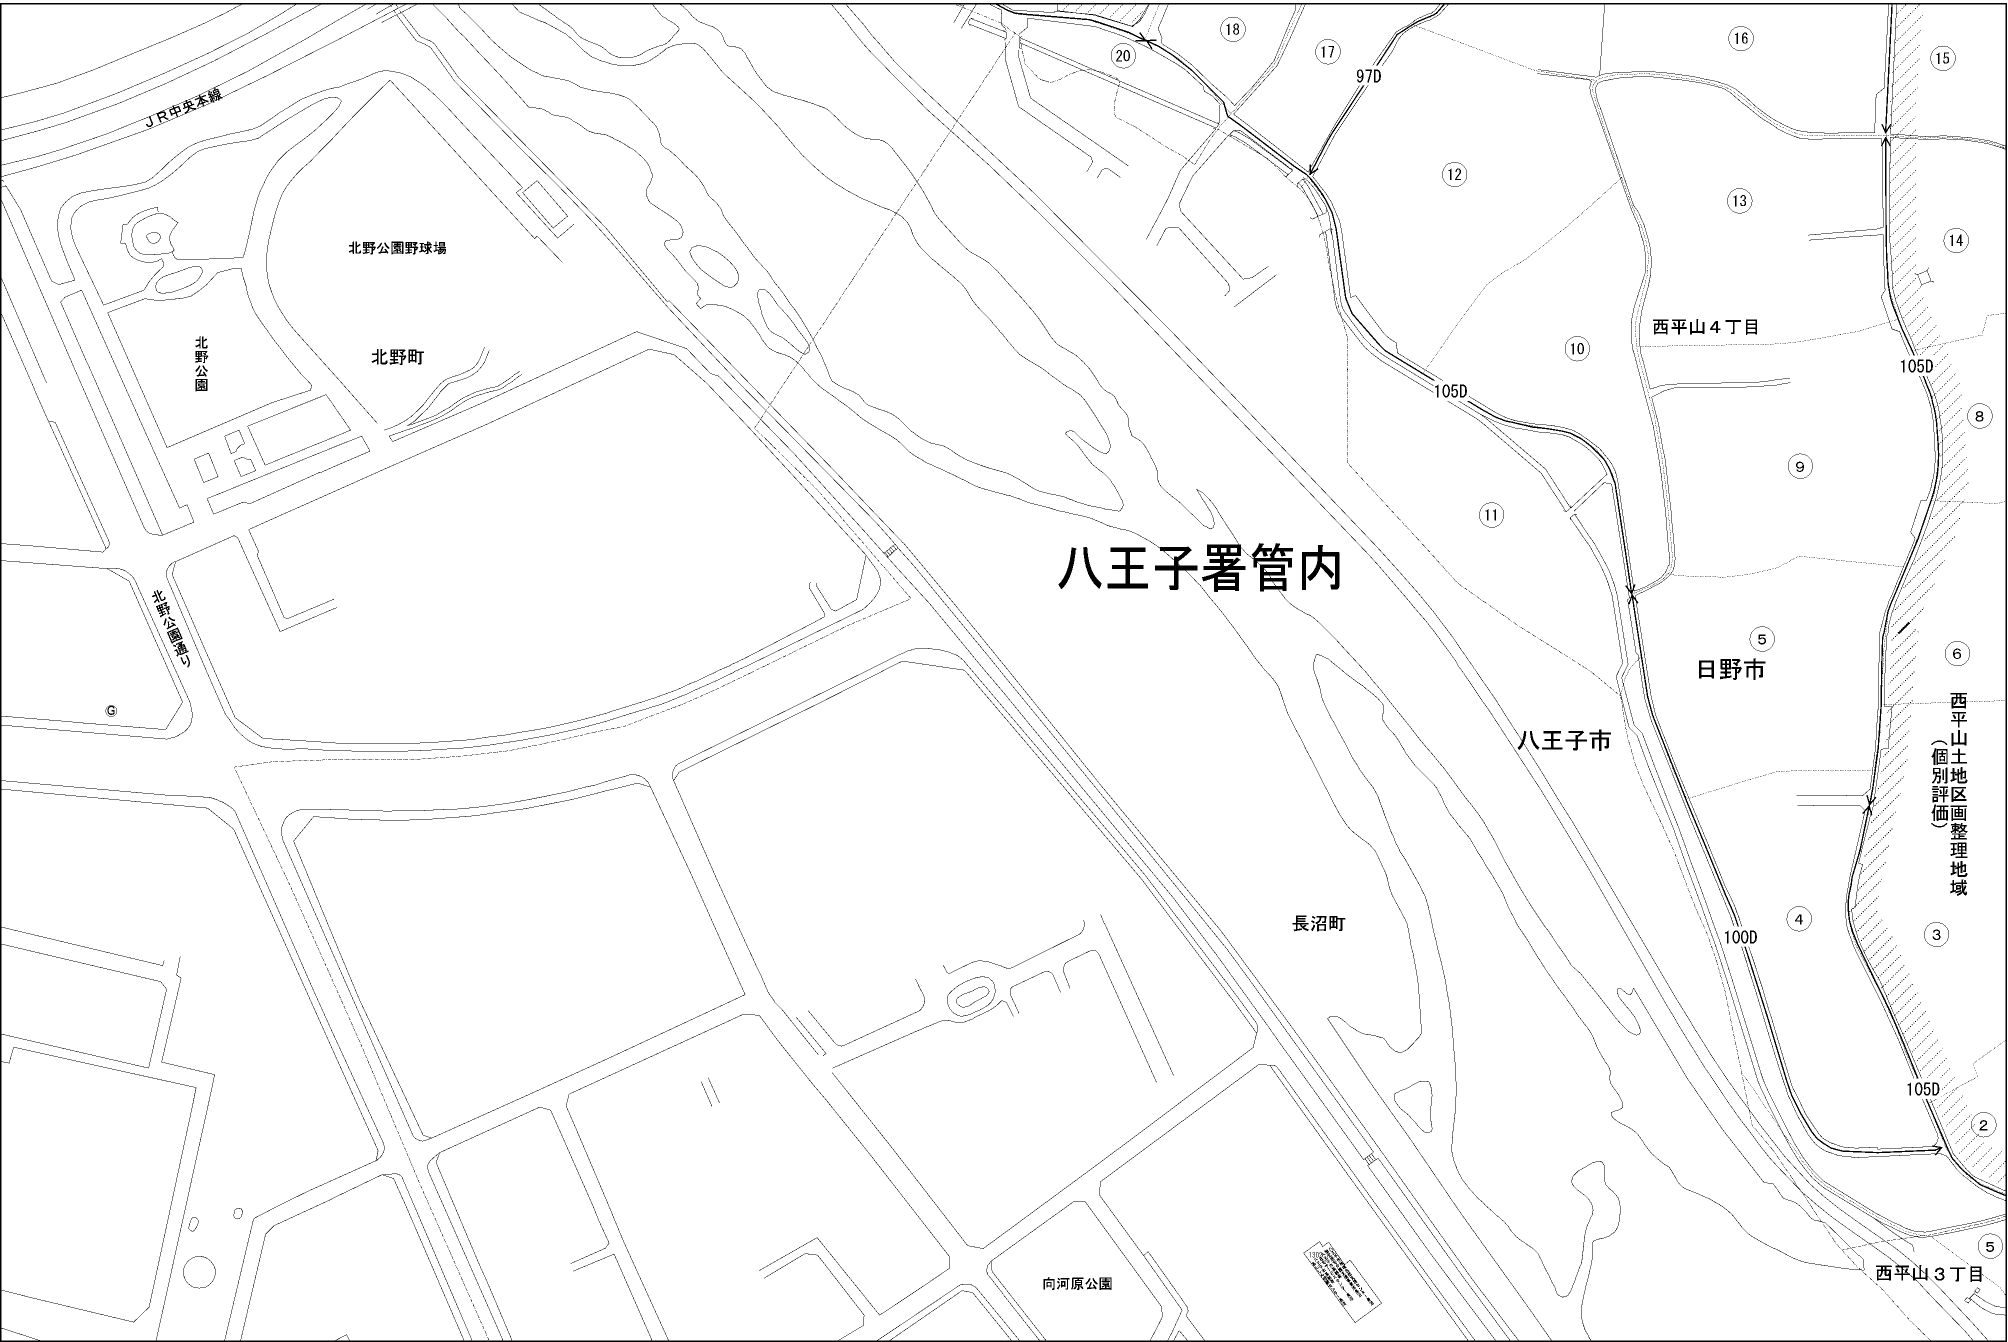 18
16
20
17
15
97D
JR中央本線
12
13
14
北野公園野球場
西平山4丁目
北野公園
北野町
10
105D
105D
8
9
11
八王子署管内
北野公園通り
5
6
日野市
G
八王子市
西平山土地区画整理地域
(個別評価)
長沼町
4
3
100D
105D
2
5
西平山3丁目
向河原公園